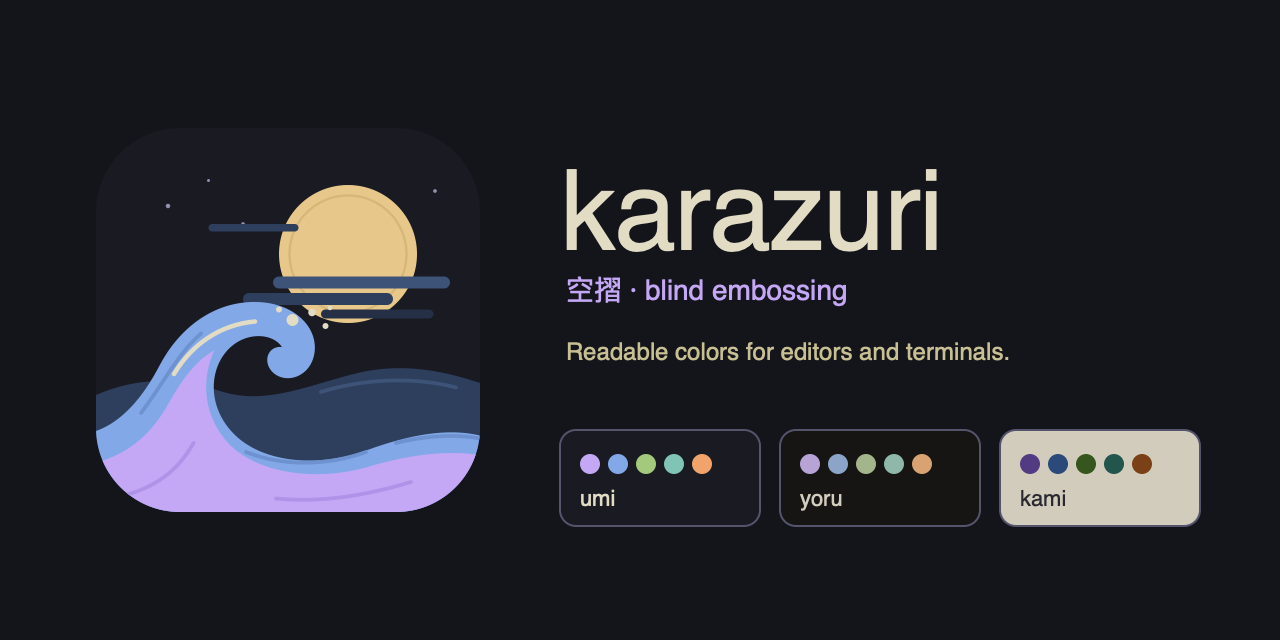 karazuri
空摺 · blind embossing
Readable colors for editors and terminals.
umi
yoru
kami